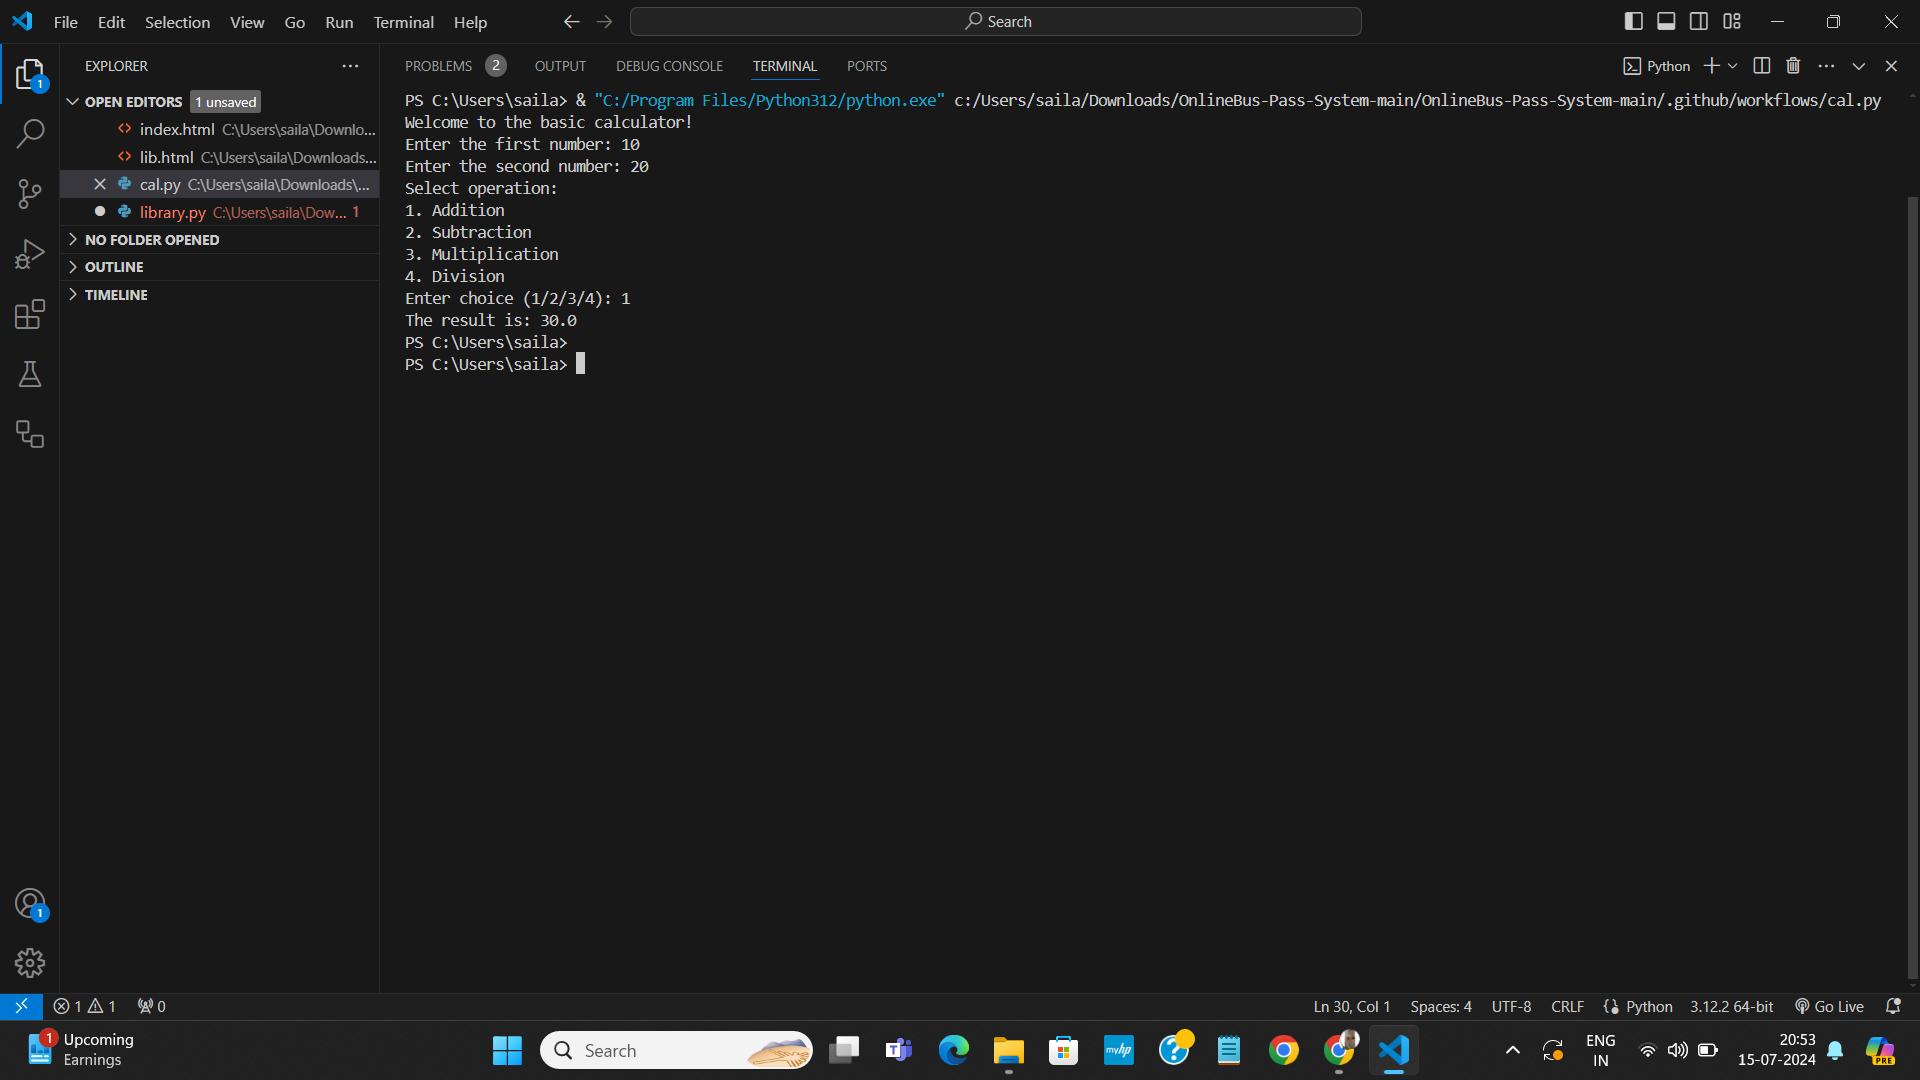 File Edit Selection View Go Run Terminal Help
Search
EXPLORER
OPEN EDITORS 1 unsaved
index.html C:\Users\saila\Downlo...
lib.html C:\Users\saila\Downloads...
cal.py C:\Users\saila\Downloads\...
library.py C:\Users\saila\Dow... 1
NO FOLDER OPENED
OUTLINE
TIMELINE
1
1
PROBLEMS 2 OUTPUT DEBUG CONSOLE TERMINAL PORTS
Python
PS C:\Users\saila> & "C:/Program Files/Python312/python.exe" c:/Users/saila/Downloads/OnlineBus-Pass-System-main/OnlineBus-Pass-System-main/.github/workflows/cal.py
Welcome to the basic calculator!
Enter the first number: 10
Enter the second number: 20
Select operation:
1. Addition
2. Subtraction
3. Multiplication
4. Division
Enter choice (1/2/3/4): 1
The result is: 30.0
PS C:\Users\saila>
PS C:\Users\saila>
1 1 0
Ln 30, Col 1 Spaces: 4 UTF-8 CRLF Python 3.12.2 64-bit Go Live
1 Upcoming
Earnings
Search
myhp
ENG
IN
20:53
15-07-2024
PRE